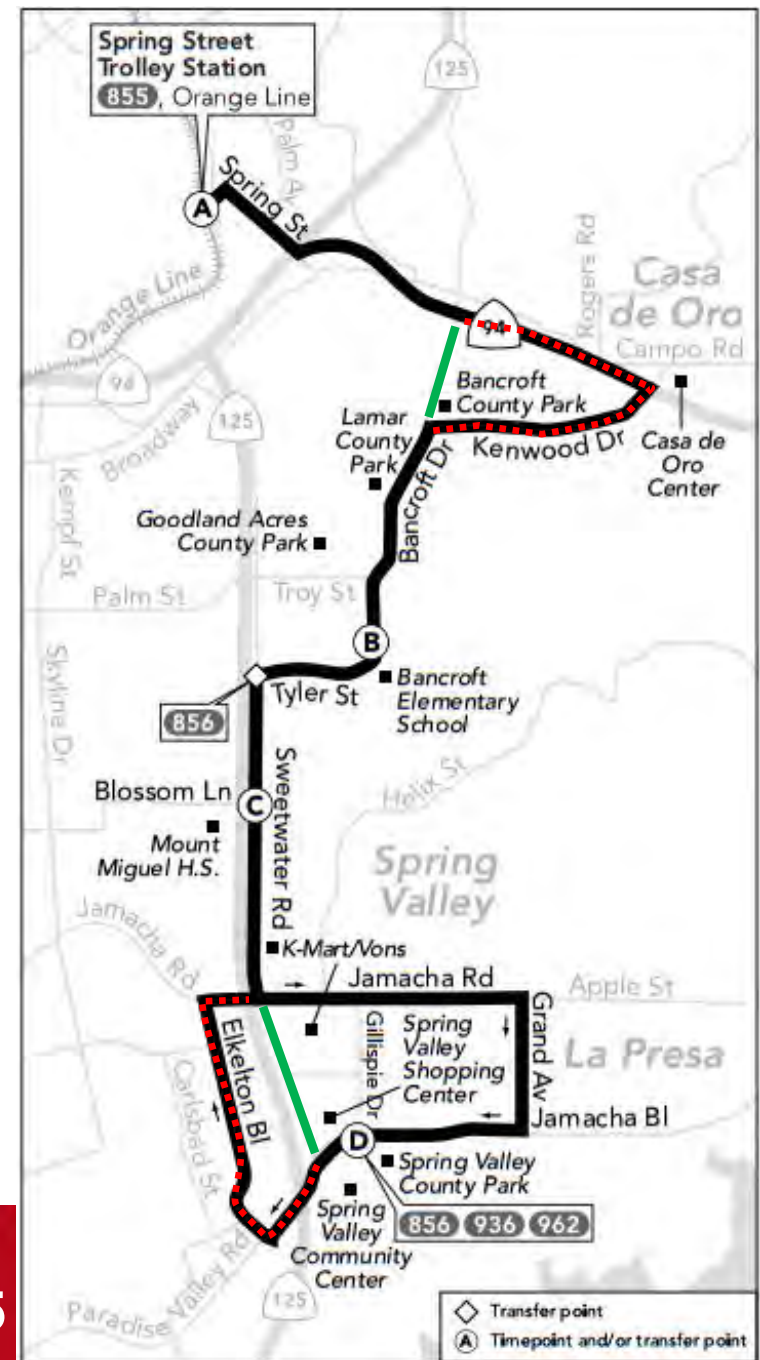 Spring Street
Trolley Station
855, Orange Line
125
Palm Av
Spring St
A
Orange Line
Rogers Rd
Casa
de Oro
94
Campo Rd
94
125
Broadway
Bancroft
County Park
Lamar
County
Park
Kenwood Dr
Casa de
Oro
Center
Bancroft Dr
Kempf St
Goodland Acres
County Park
Palm St
Troy St
B
Skyline Dr
Tyler St
Bancroft
Elementary
School
856
Sweetwater Rd
Blossom Ln
C
Helix St
Mount
Miguel H.S.
Spring
Valley
Jamacha Rd
K-Mart/Vons
Jamacha Rd
Apple St
Elkelton Bl
Gillispie Dr
Spring
Valley
Shopping
Center
Grand Av
La Presa
Carlsbad St
Jamacha Bl
D
Spring Valley
County Park
Spring
Valley
Community
Center
856 936 962
Paradise Valley Rd
125
Transfer point
A Timepoint and/or transfer point